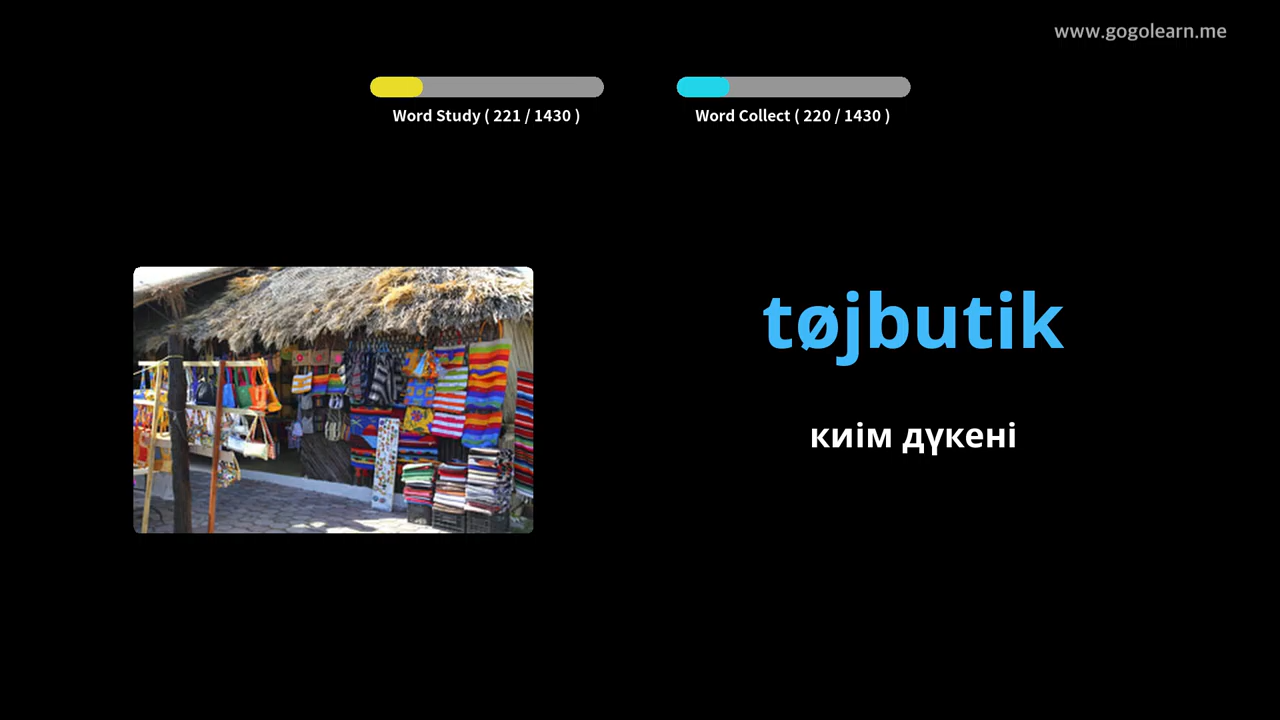 www.gogolearn.me
Word Study ( 221 / 1430 )
Word Collect ( 220 / 1430 )
tøjbutik
киім дүкені